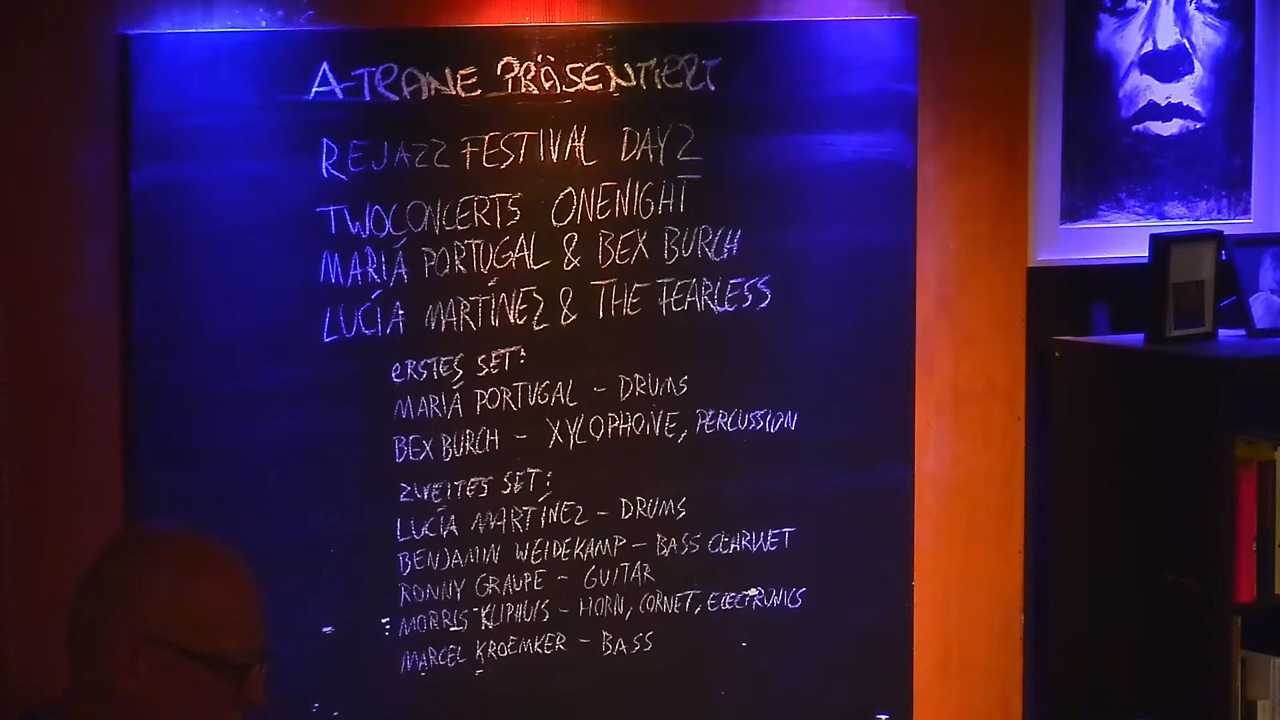 A-TRANE PRÄSENTIERT
REJAZZ FESTIVAL DAY 2
TWOCONCERTS ONENIGHT
MARIÁ PORTUGAL & BEX BURCH
LUCÍA MARTÍNEZ & THE FEARLESS
ERSTES SET:
MARIÁ PORTUGAL - DRUMS
BEX BURCH - XYLOPHONE, PERCUSSION
ZWEITES SET:
LUCÍA MARTÍNEZ - DRUMS
BENJAMIN WEIDEKAMP - BASS CLARINET
RONNY GRAUPE - GUITAR
MORRIS KLIPHUIS - HORN, CORNET, ELECTRONICS
MARCEL KROEMKER - BASS